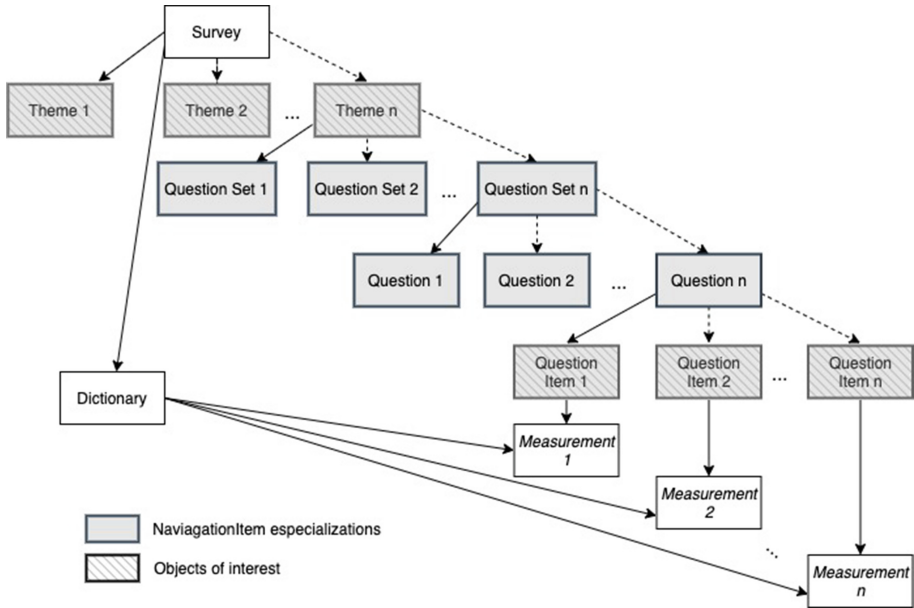 Survey
Theme 1
Theme 2
...
Theme n
Question Set 1
Question Set 2
...
Question Set n
Question 1
Question 2
...
Question n
Question
Item 1
Question
Item 2
...
Question
Item n
Dictionary
Measurement
1
Measurement
2
...
Measurement
n
NaviagationItem especializations
Objects of interest